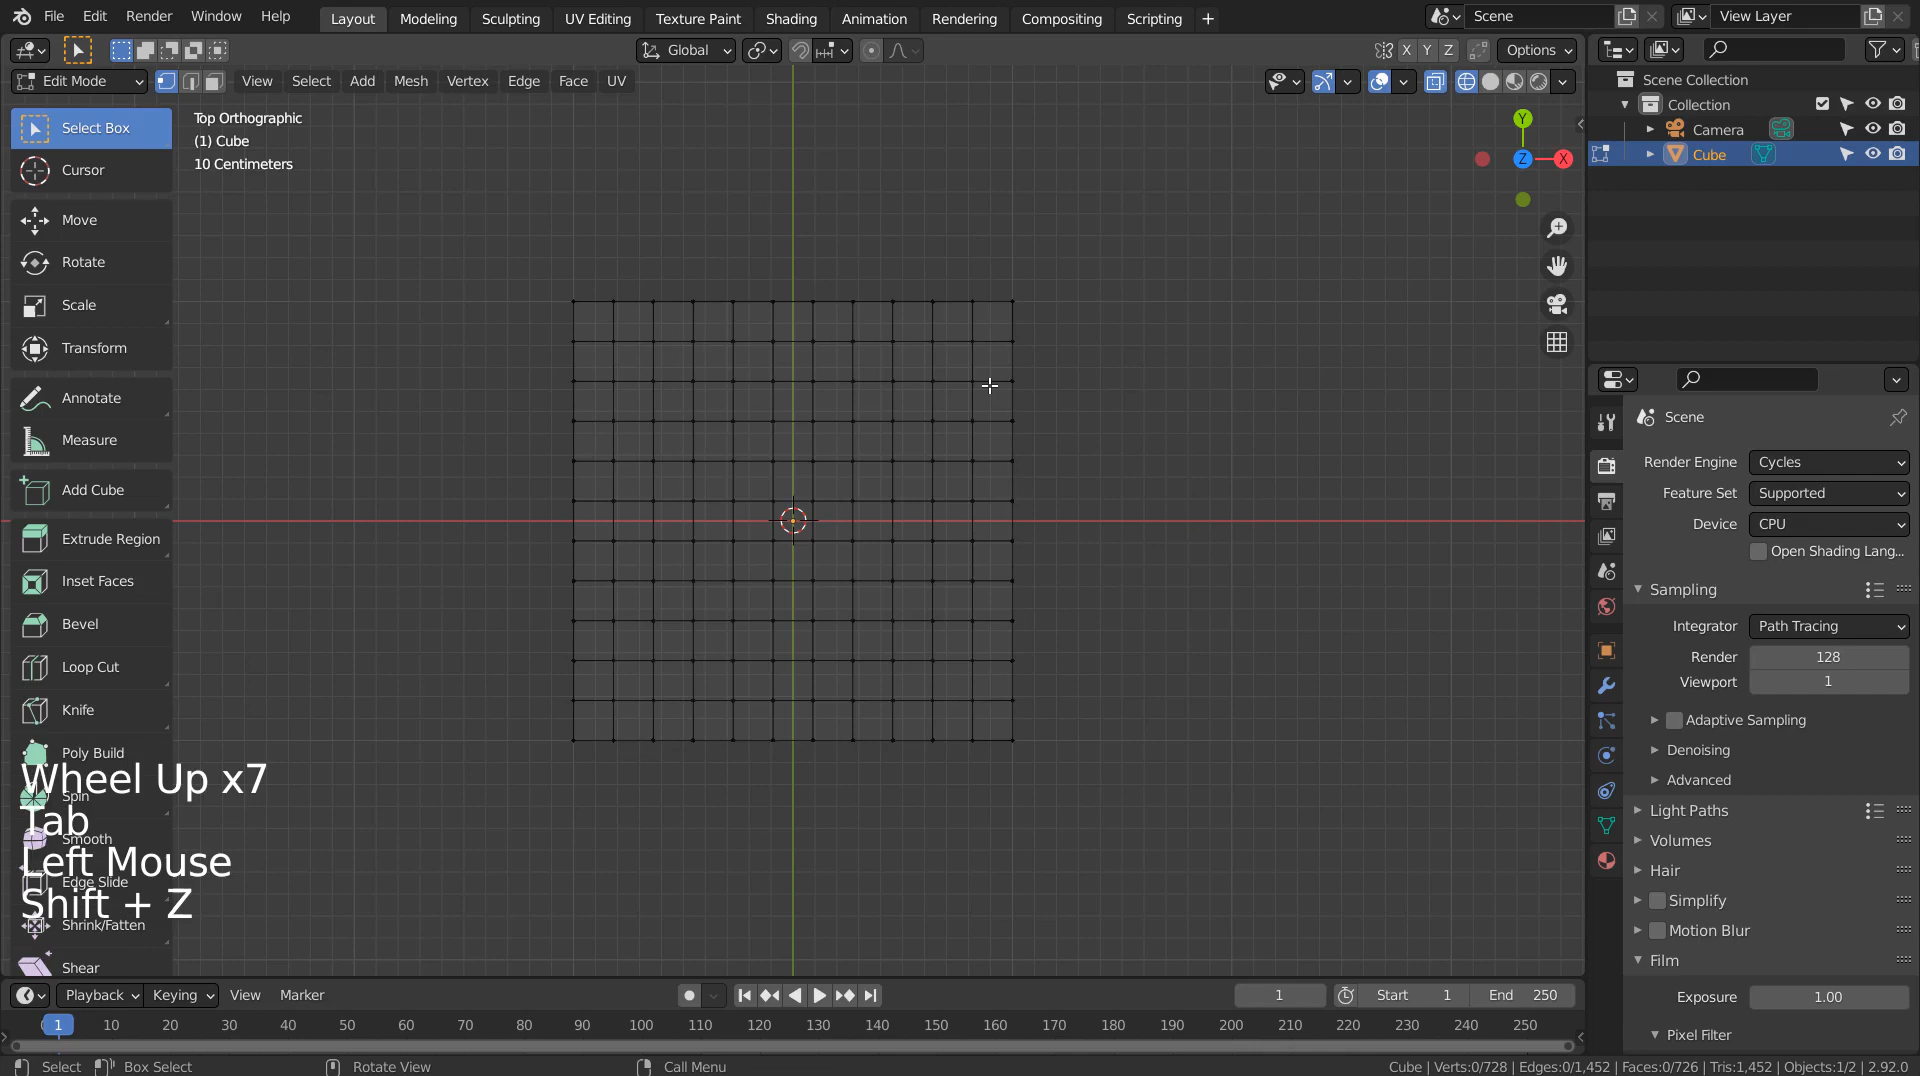 File Edit Render Window Help Layout Modeling Sculpting UV Editing Texture Paint Shading Animation Rendering Compositing Scripting + Scene View Layer
Global X Y Z Options
Edit Mode View Select Add Mesh Vertex Edge Face UV
Scene Collection
Collection
Camera
Cube
Top Orthographic
(1) Cube
10 Centimeters
Y
Z
X
Select Box
Cursor
Move
Rotate
Scale
Transform
Annotate
Measure
Add Cube
Extrude Region
Inset Faces
Bevel
Loop Cut
Knife
Poly Build
Spin
Smooth
Edge Slide
Shrink/Fatten
Shear
Wheel Up x7
Tab
Left Mouse
Shift + Z
Scene
Render Engine Cycles
Feature Set Supported
Device CPU
Open Shading Lang...
Sampling
Integrator Path Tracing
Render 128
Viewport 1
Adaptive Sampling
Denoising
Advanced
Light Paths
Volumes
Hair
Simplify
Motion Blur
Film
Exposure 1.00
Pixel Filter
Playback Keying View Marker 1 Start 1 End 250
1 10 20 30 40 50 60 70 80 90 100 110 120 130 140 150 160 170 180 190 200 210 220 230 240 250
Select Box Select Rotate View Call Menu Cube | Verts:0/728 | Edges:0/1,452 | Faces:0/726 | Tris:1,452 | Objects:1/2 | 2.92.0